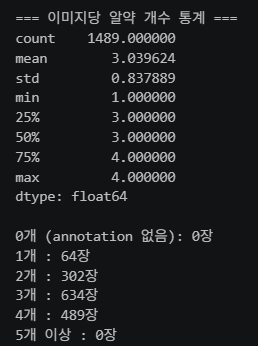 === 이미지당 알약 개수 통계 ===
count    1489.000000
mean        3.039624
std         0.837889
min         1.000000
25%         3.000000
50%         3.000000
75%         4.000000
max         4.000000
dtype: float64

0개 (annotation 없음): 0장
1개 : 64장
2개 : 302장
3개 : 634장
4개 : 489장
5개 이상 : 0장